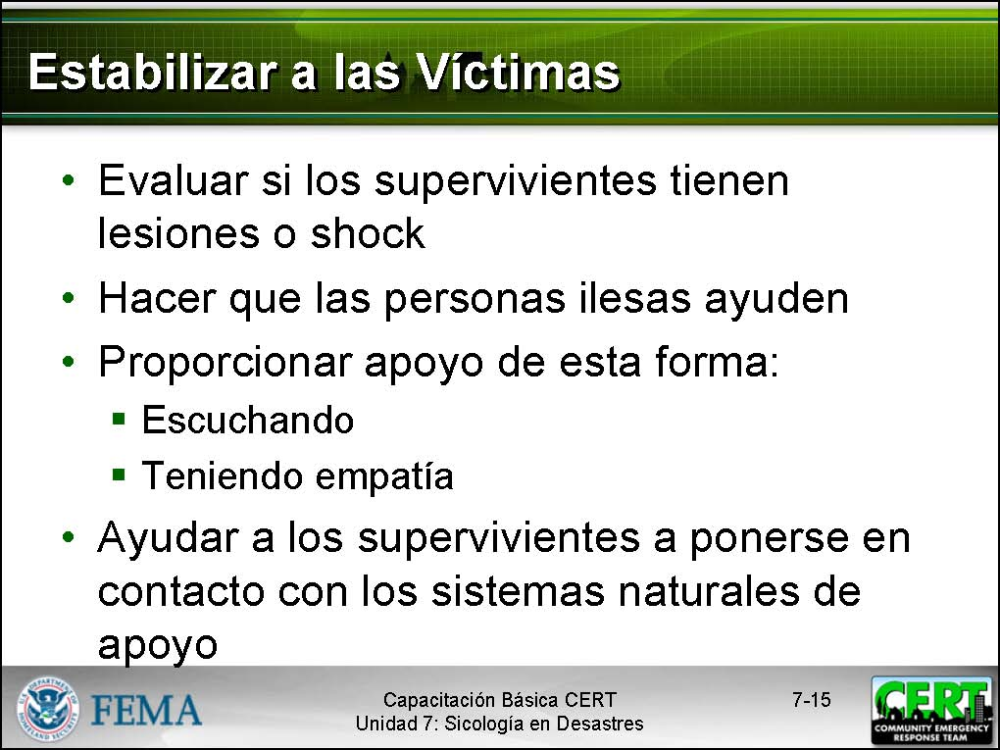 Estabilizar a las Víctimas
• Evaluar si los supervivientes tienen
lesiones o shock
• Hacer que las personas ilesas ayuden
• Proporcionar apoyo de esta forma:
▪ Escuchando
▪ Teniendo empatía
• Ayudar a los supervivientes a ponerse en
contacto con los sistemas naturales de
apoyo
U.S. DEPARTMENT OF
HOMELAND SECURITY
FEMA
Capacitación Básica CERT
Unidad 7: Sicología en Desastres
7-15
CERT
COMMUNITY EMERGENCY
RESPONSE TEAM